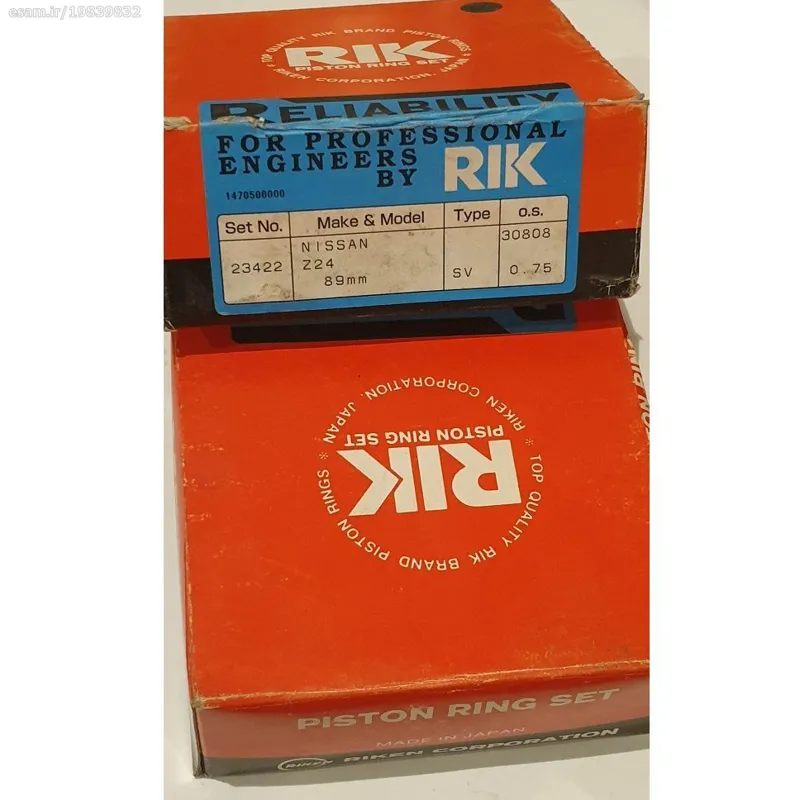 esam.ir/19839832
* TOP QUALITY RIK BRAND PISTON RINGS *
RIK
PISTON RING SET
RIKEN CORPORATION,
RELIABILITY
FOR PROFESSIONAL
ENGINEERS
BY RIK
1470500000
Set No. Make & Model Type o.s.
NISSAN 30808
23422 Z24 SV 0.75
89mm
RIKEN CORPORATION, JAPAN
PISTON RING SET
RIK
* TOP QUALITY RIK BRAND PISTON RINGS *
PISTON RING SET
MADE IN JAPAN
RIKEN RIKEN CORPORATION